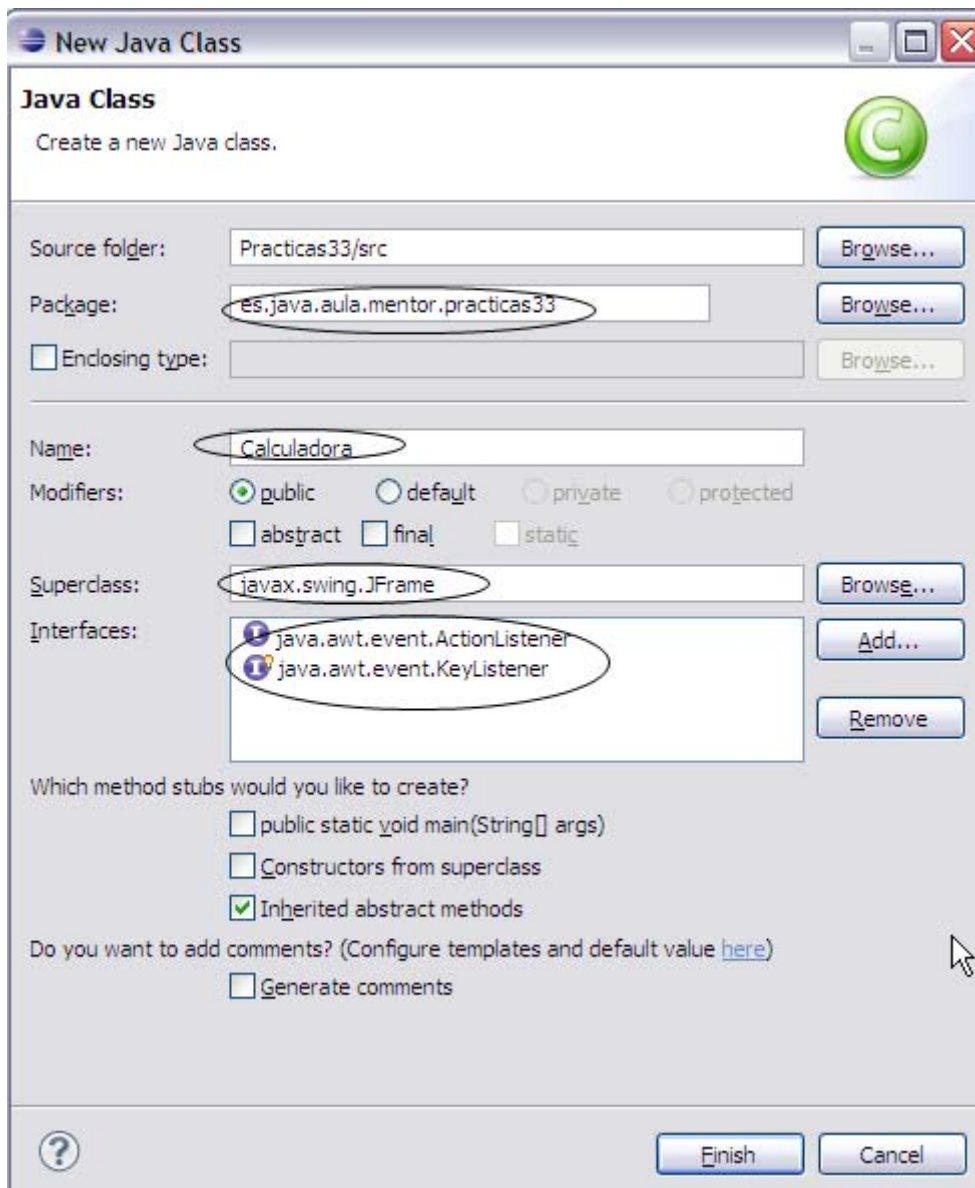 New Java Class
Java Class
Create a new Java class.
Source folder: Practicas33/src Browse...
Package: es.java.aula.mentor.practicas33 Browse...
Enclosing type: Browse...
Name: Calculadora
Modifiers: public default private protected
abstract final static
Superclass: javax.swing.JFrame Browse...
Interfaces: java.awt.event.ActionListener Add...
java.awt.event.KeyListener
Remove
Which method stubs would you like to create?
public static void main(String[] args)
Constructors from superclass
Inherited abstract methods
Do you want to add comments? (Configure templates and default value here)
Generate comments
Finish Cancel